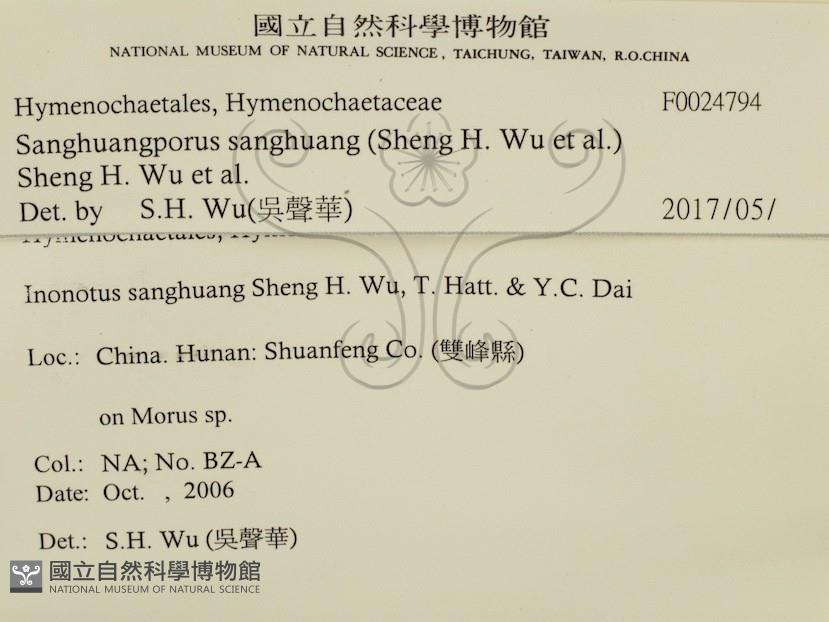 國立自然科學博物館
NATIONAL MUSEUM OF NATURAL SCIENCE, TAICHUNG, TAIWAN, R.O.CHINA
Hymenochaetales, Hymenochaetaceae F0024794
Sanghuangporus sanghuang (Sheng H. Wu et al.)
Sheng H. Wu et al.
Det. by S.H. Wu(吳聲華) 2017/05/
Hymenochaetales,
Inonotus sanghuang Sheng H. Wu, T. Hatt. & Y.C. Dai
Loc.: China. Hunan: Shuanfeng Co. (雙峰縣)
on Morus sp.
Col.: NA; No. BZ-A
Date: Oct. , 2006
Det.: S.H. Wu (吳聲華)
國立自然科學博物館
NATIONAL MUSEUM OF NATURAL SCIENCE